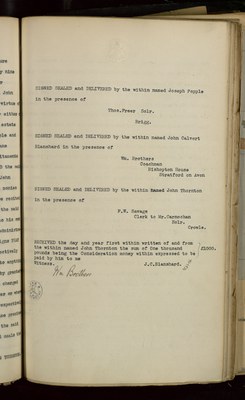 SIGNED SEALED and DELIVERED by the within named Joseph Popple
in the presence of
Thos.Freer Solr.
Brigg.
SIGNED SEALED and DELIVERED by the within named John Calvert
Blanchard in the presence of
Wm. Brothers
Coachman
Bishopton House
Stratford on Avon
SIGNED SEALED and DELIVERED by the within named John Thornton
in the presence of
F.W. Savage
Clerk to Mr.
Solr.
Crowle.
RECEIVED the day and year first within written of and from
the within named John Thornton the sum of One thousand £1000.
pounds being the Consideration money within expressed to be
paid by him to me
Witness. J.C.Blanchard.
Wm Brothers